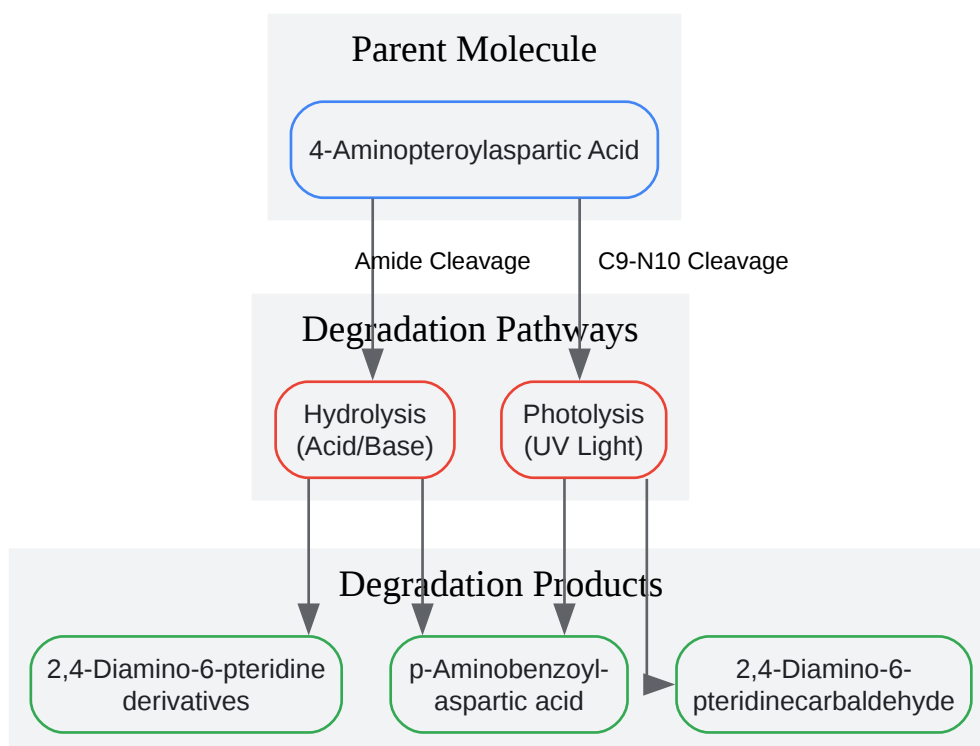 Parent Molecule
4-Aminopteroylaspartic Acid
Amide Cleavage
C9-N10 Cleavage
Degradation Pathways
Hydrolysis
(Acid/Base)
Photolysis
(UV Light)
Degradation Products
2,4-Diamino-6-pteridine
derivatives
p-Aminobenzoyl-
aspartic acid
2,4-Diamino-6-
pteridinecarbaldehyde